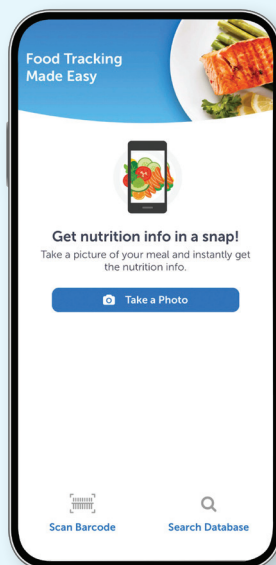 Food Tracking
Made Easy
Get nutrition info in a snap!
Take a picture of your meal and instantly get
the nutrition info.
Take a Photo
Scan Barcode
Search Database